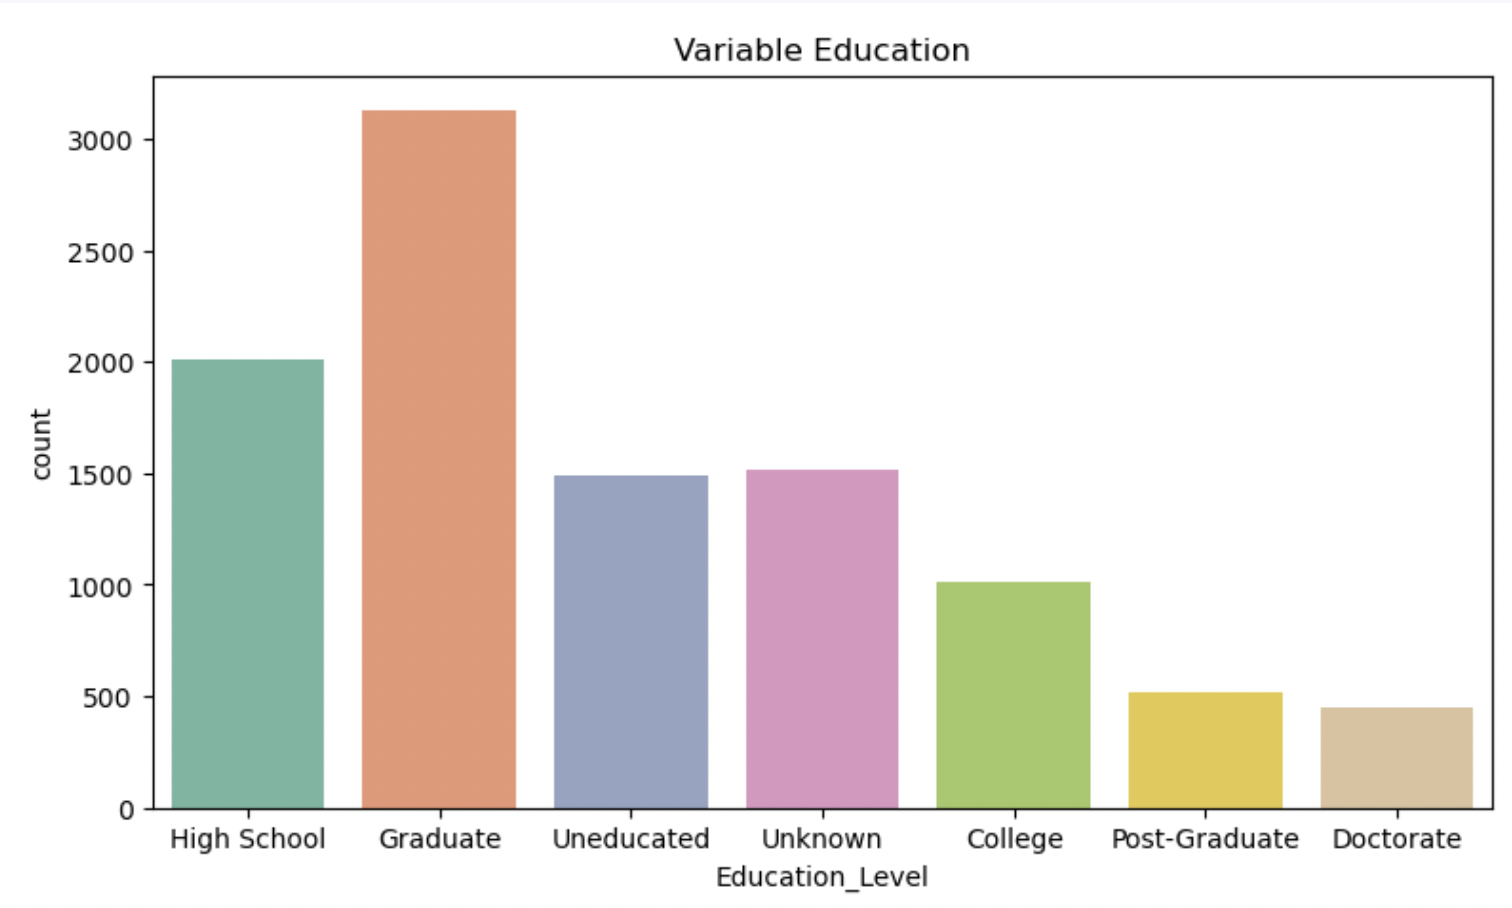 Variable Education
3000
2500
2000
1500
1000
500
0
count
High School Graduate Uneducated Unknown College Post-Graduate Doctorate
Education_Level